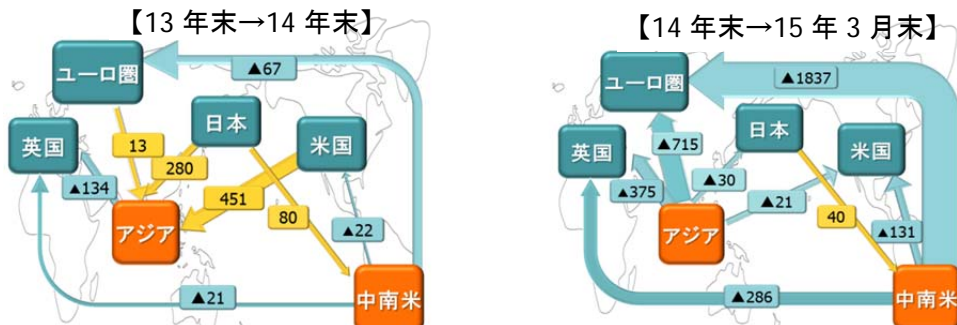 【13 年末→14 年末】
ユーロ圏
▲67
日本
英国
米国
13
280
▲134
451
アジア
80
▲22
▲21
中南米
【14 年末→15 年 3 月末】
ユーロ圏
▲1837
日本
英国
米国
▲715
▲375
▲30
▲21
アジア
40
▲131
▲286
中南米